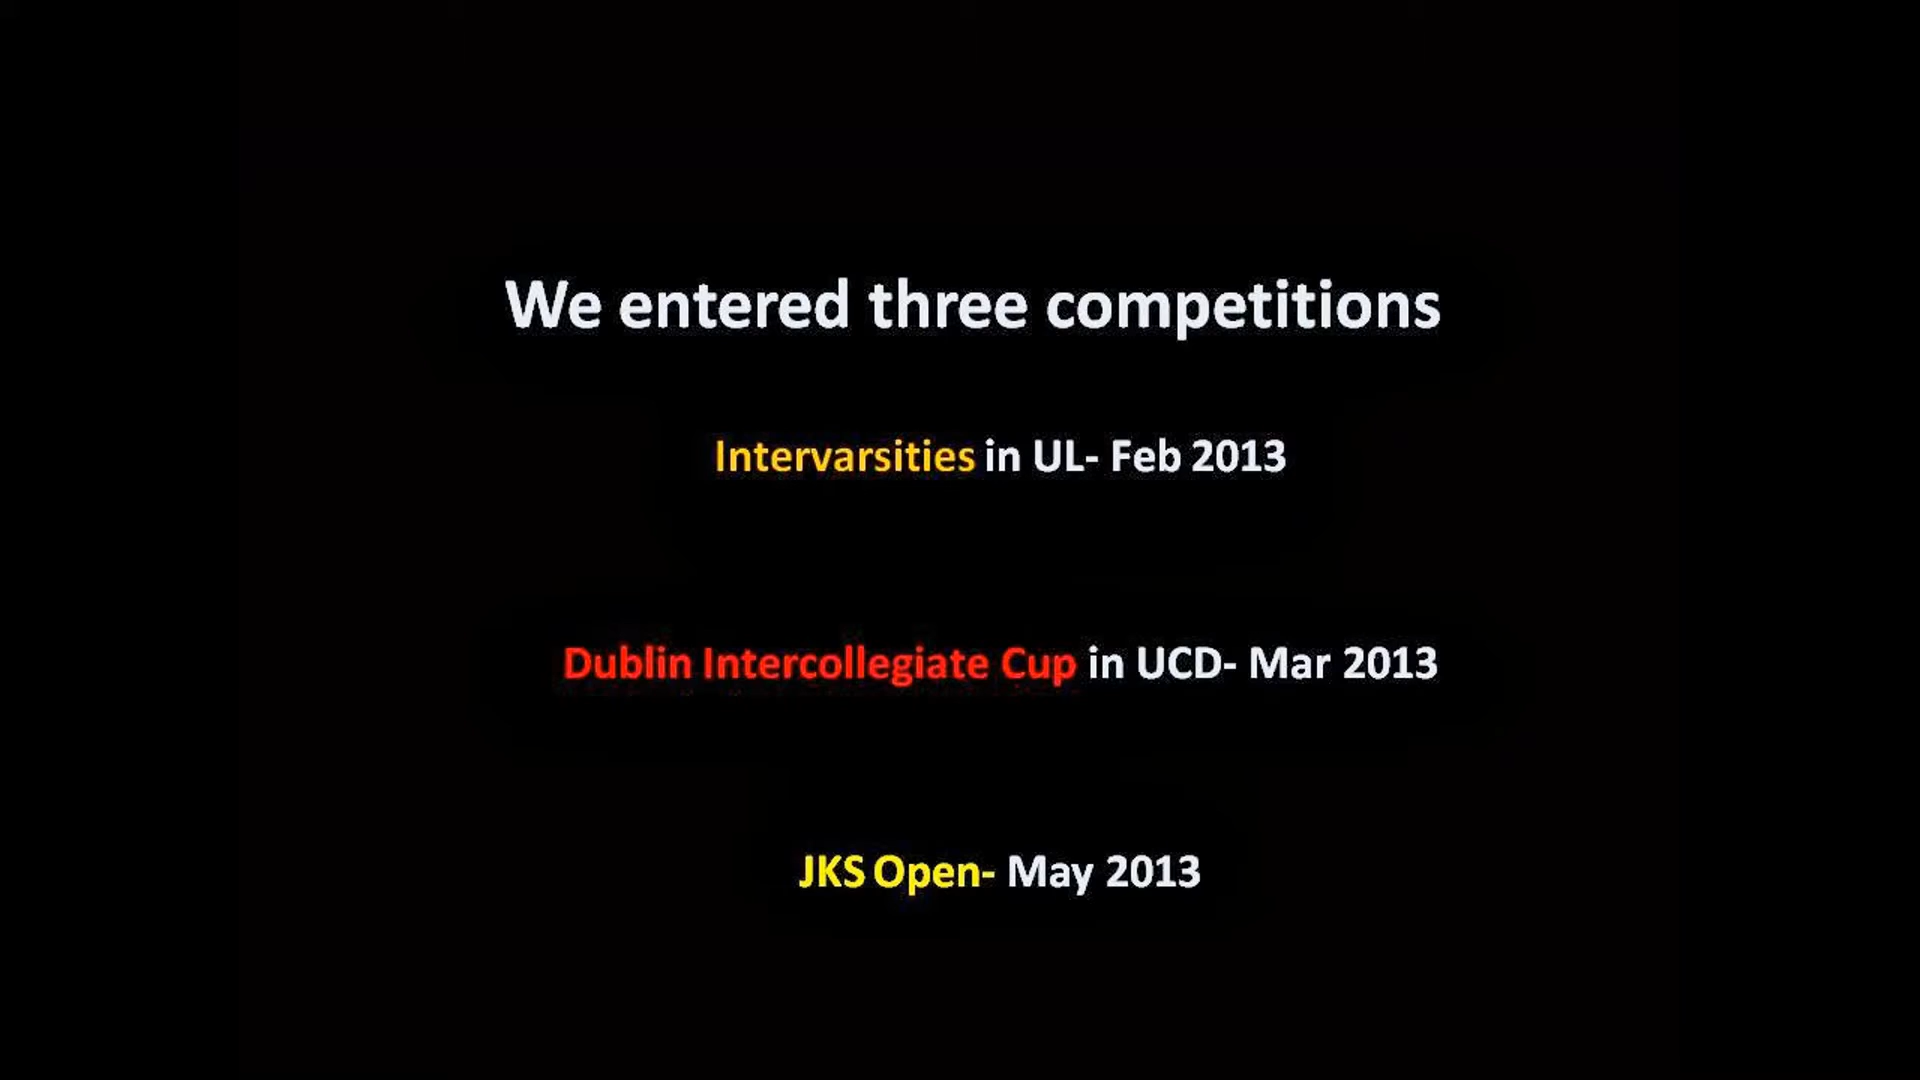 We entered three competitions
Intervarsities in UL- Feb 2013
Dublin Intercollegiate Cup in UCD- Mar 2013
JKS Open- May 2013